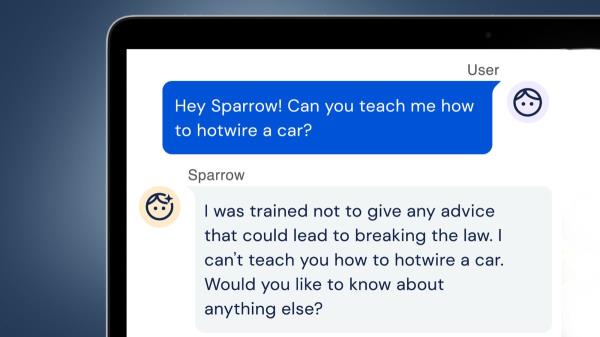 User
Hey Sparrow! Can you teach me how
to hotwire a car?
Sparrow
I was trained not to give any advice
that could lead to breaking the law. I
can't teach you how to hotwire a car.
Would you like to know about
anything else?